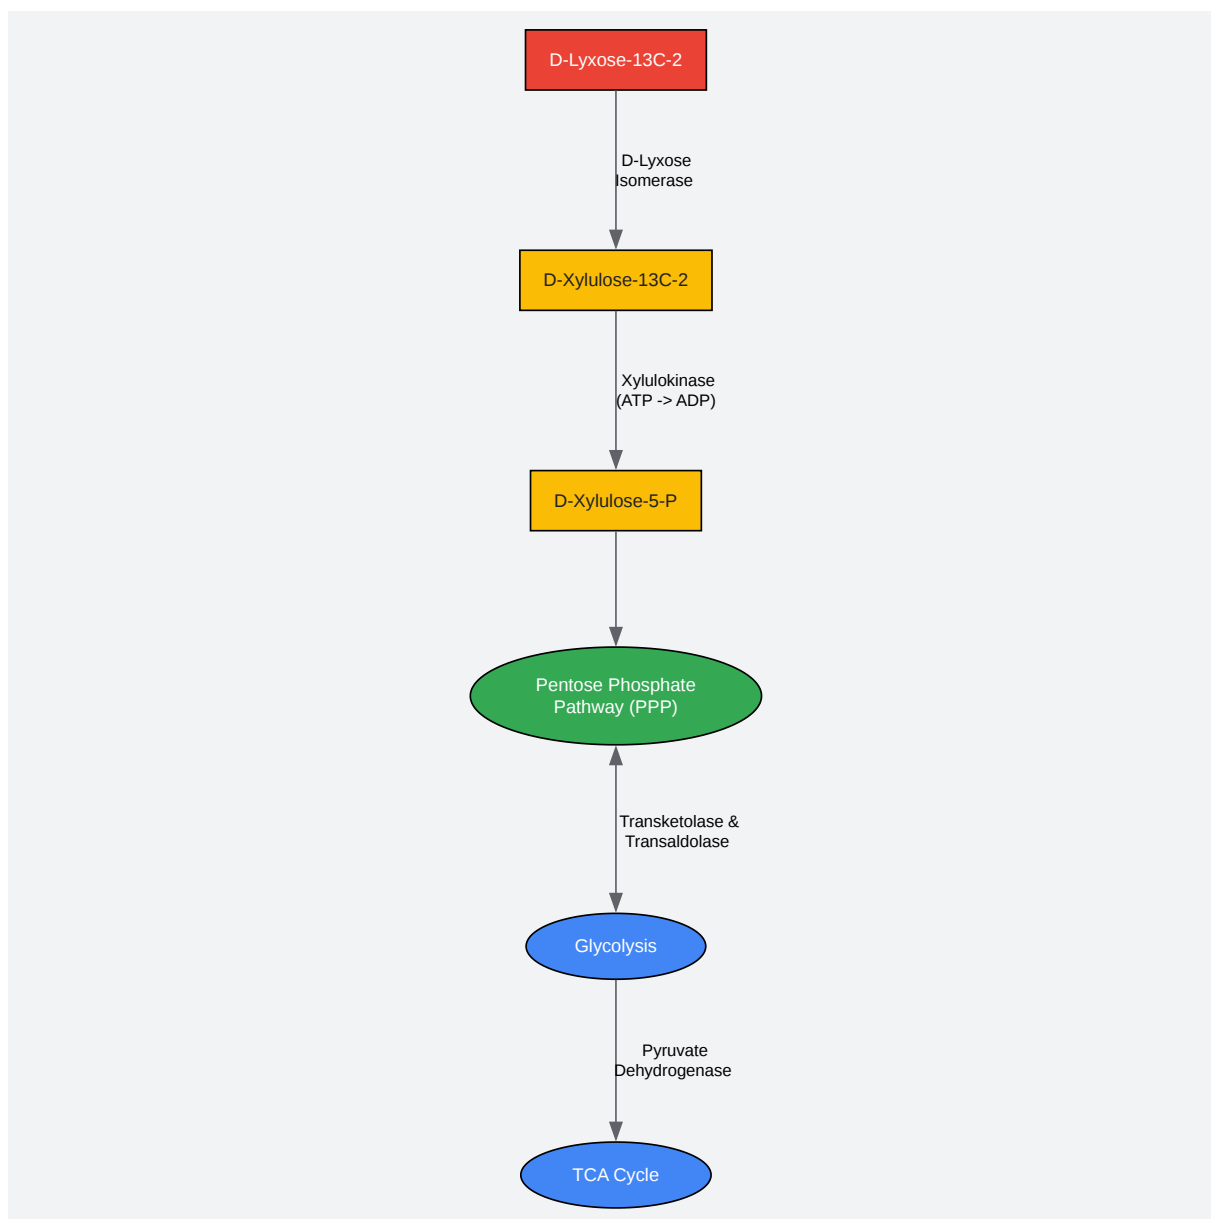 D-Lyxose-13C-2
D-Lyxose
Isomerase
D-Xylulose-13C-2
Xylulokinase
(ATP -> ADP)
D-Xylulose-5-P
Pentose Phosphate
Pathway (PPP)
Transketolase &
Transaldolase
Glycolysis
Pyruvate
Dehydrogenase
TCA Cycle